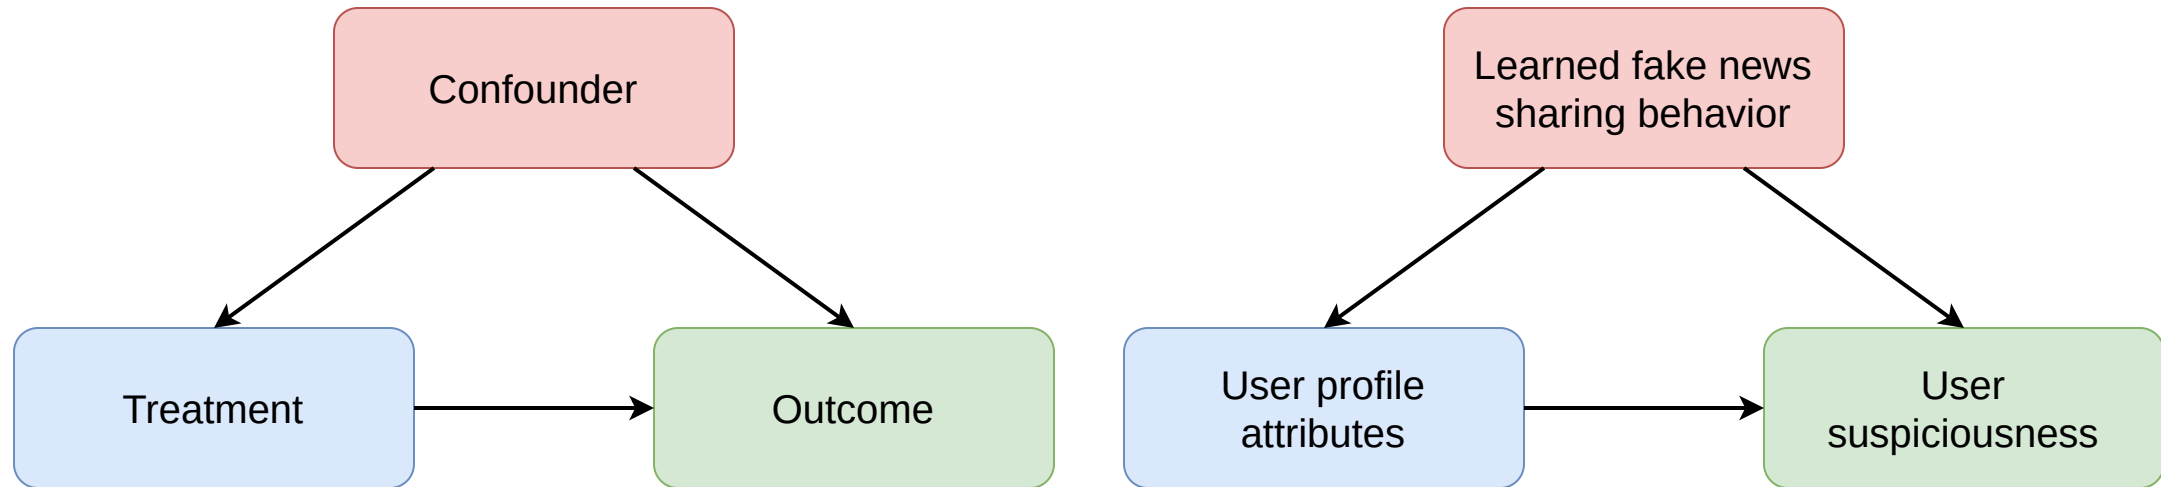 Confounder
Treatment
Outcome
Learned fake news
sharing behavior
User profile
attributes
User
suspiciousness